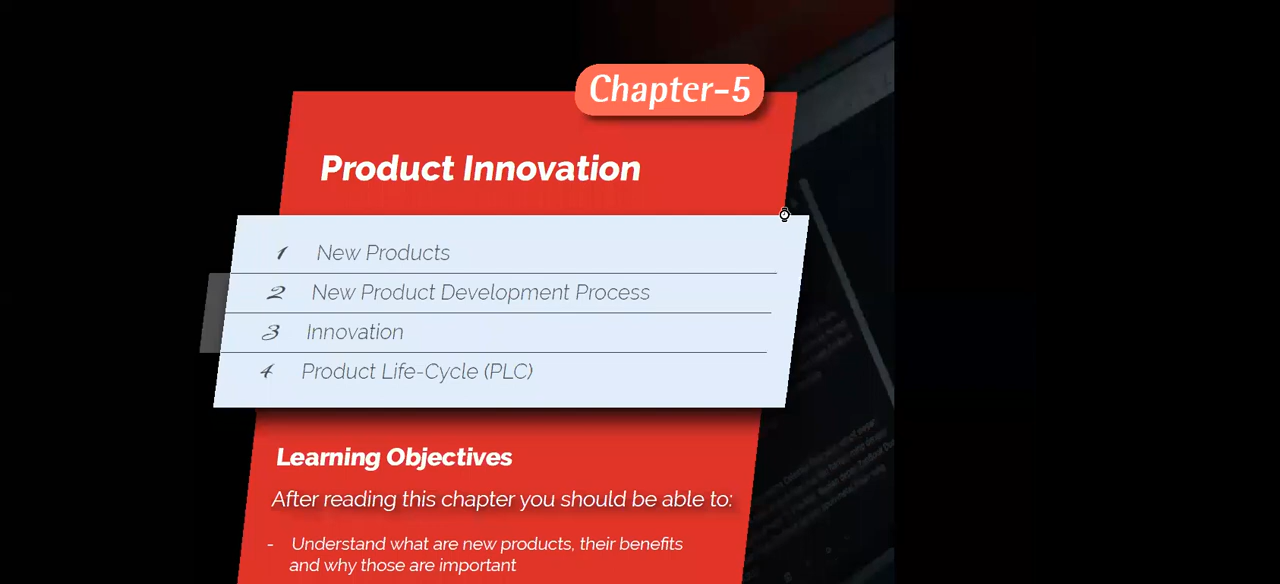 Chapter-5
Product Innovation
1 New Products
2 New Product Development Process
3 Innovation
4 Product Life-Cycle (PLC)
Learning Objectives
After reading this chapter you should be able to:
- Understand what are new products, their benefits
and why those are important